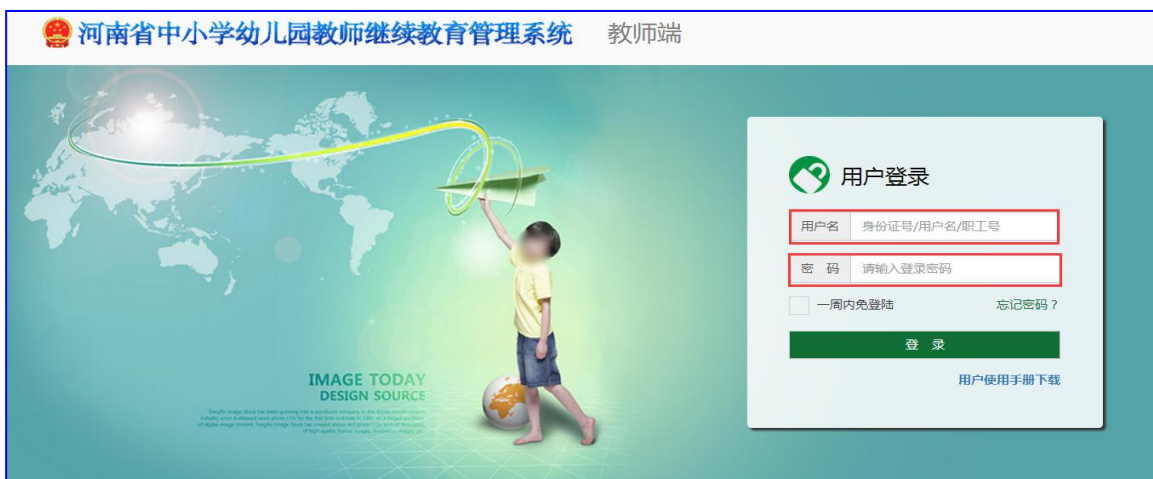 河南省中小学幼儿园教师继续教育管理系统 教师端
用户登录
用户名 身份证号/用户名/职工号
密 码 请输入登录密码
一周内免登陆 忘记密码？
登 录
用户使用手册下载
IMAGE TODAY
DESIGN SOURCE